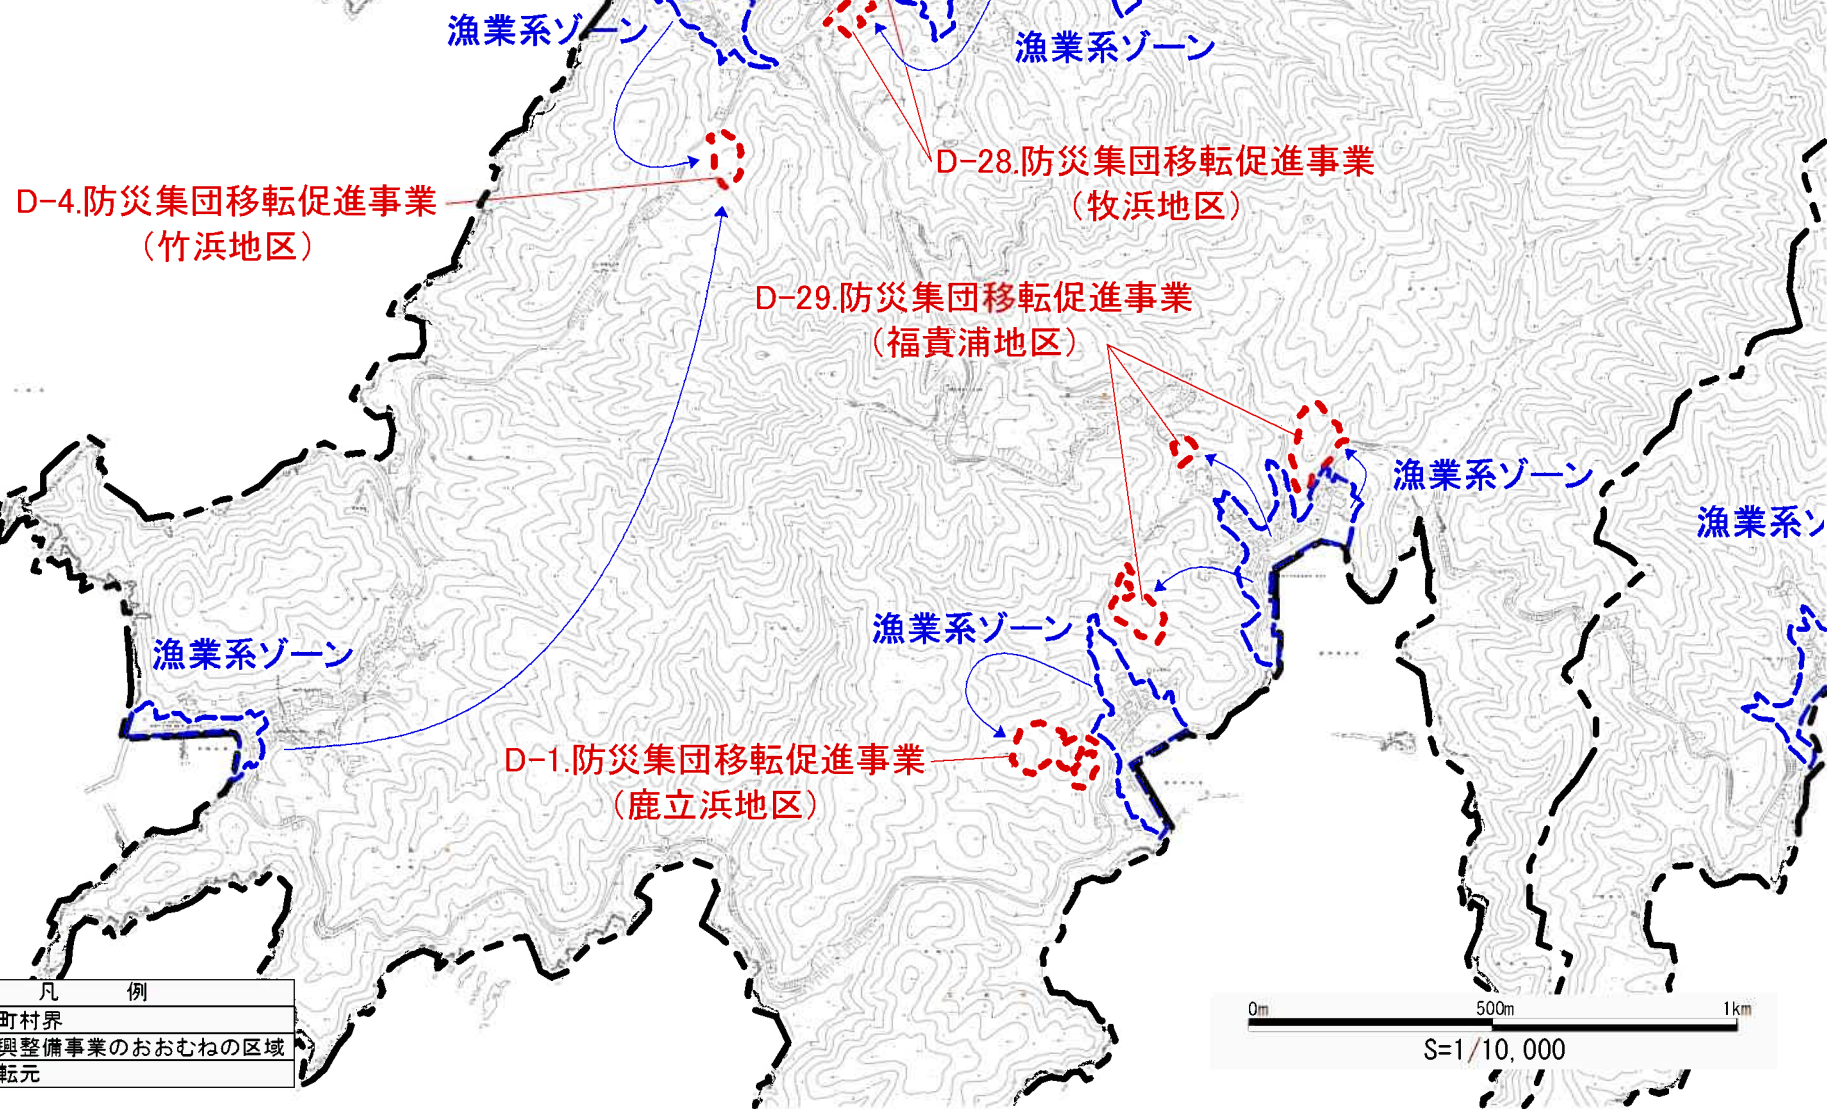 漁業系ゾーン
漁業系ゾーン
D-28.防災集団移転促進事業
（牧浜地区）
D-4.防災集団移転促進事業
（竹浜地区）
D-29.防災集団移転促進事業
（福貴浦地区）
漁業系ゾーン
漁業系ゾ
漁業系ゾーン
漁業系ゾーン
D-1.防災集団移転促進事業
（鹿立浜地区）
凡　例
町村界
興整備事業のおおむねの区域
転元
0m 500m 1km
S=1/10,000